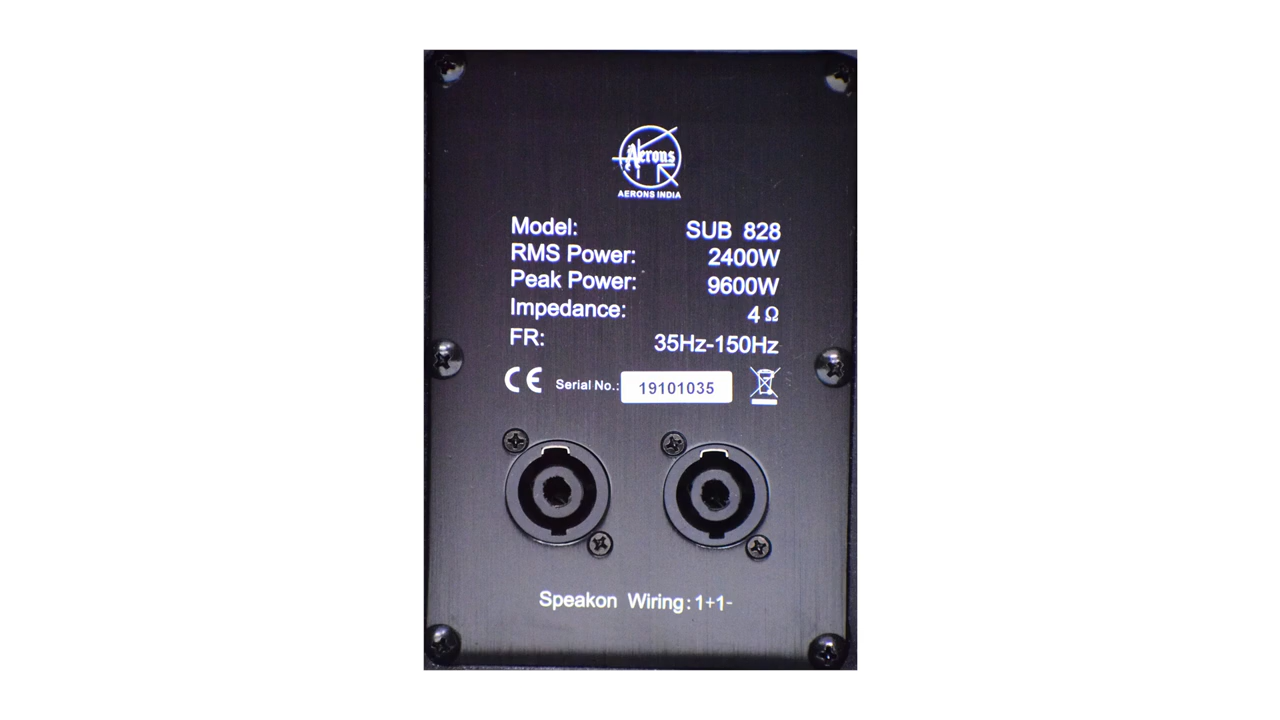 Aerons
AERONS INDIA
Model: SUB 828
RMS Power: 2400W
Peak Power: 9600W
Impedance: 4 Ω
FR: 35Hz-150Hz
CE Serial No.: 19101035
Speakon Wiring: 1+1-